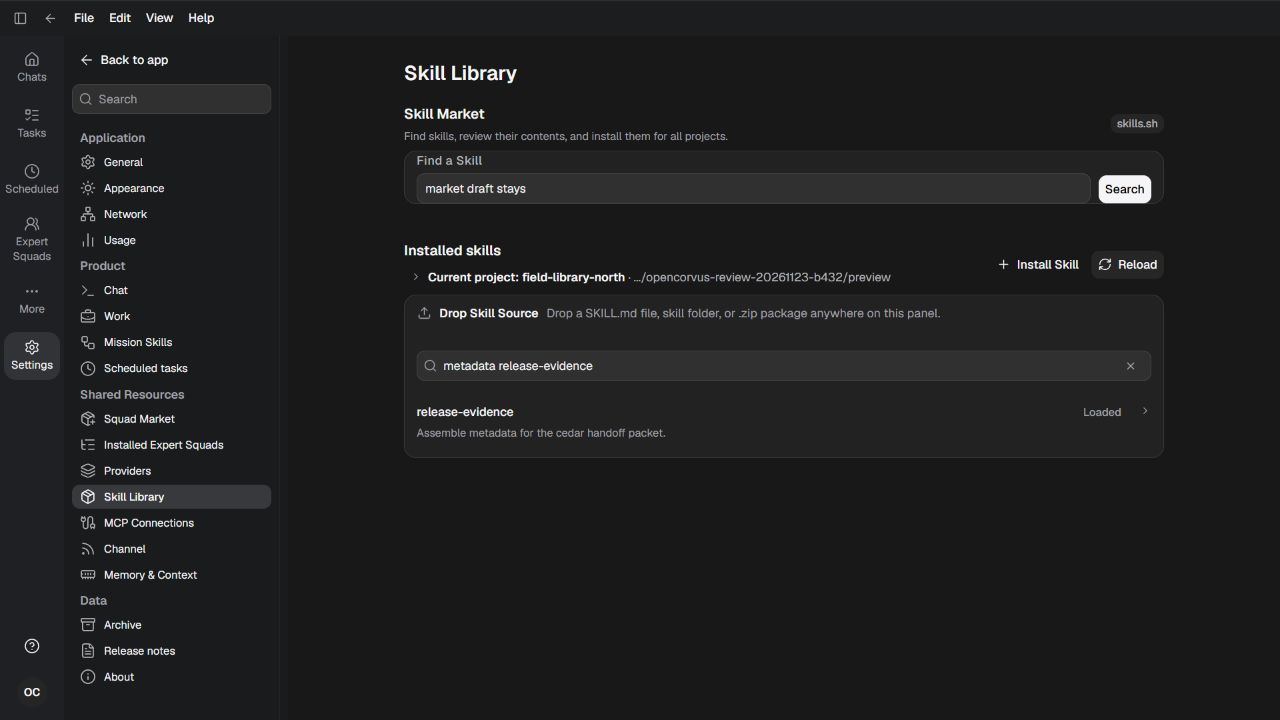 File Edit View Help
Chats
Tasks
Scheduled
Expert
Squads
More
Settings
OC
Back to app
Search
Application
General
Appearance
Network
Usage
Product
Chat
Work
Mission Skills
Scheduled tasks
Shared Resources
Squad Market
Installed Expert Squads
Providers
Skill Library
MCP Connections
Channel
Memory & Context
Data
Archive
Release notes
About
Skill Library
Skill Market
Find skills, review their contents, and install them for all projects.
skills.sh
Find a Skill
market draft stays
Search
Installed skills
Current project: field-library-north · .../opencorvus-review-20261123-b432/preview
Install Skill
Reload
Drop Skill Source Drop a SKILL.md file, skill folder, or .zip package anywhere on this panel.
metadata release-evidence
release-evidence
Loaded
Assemble metadata for the cedar handoff packet.